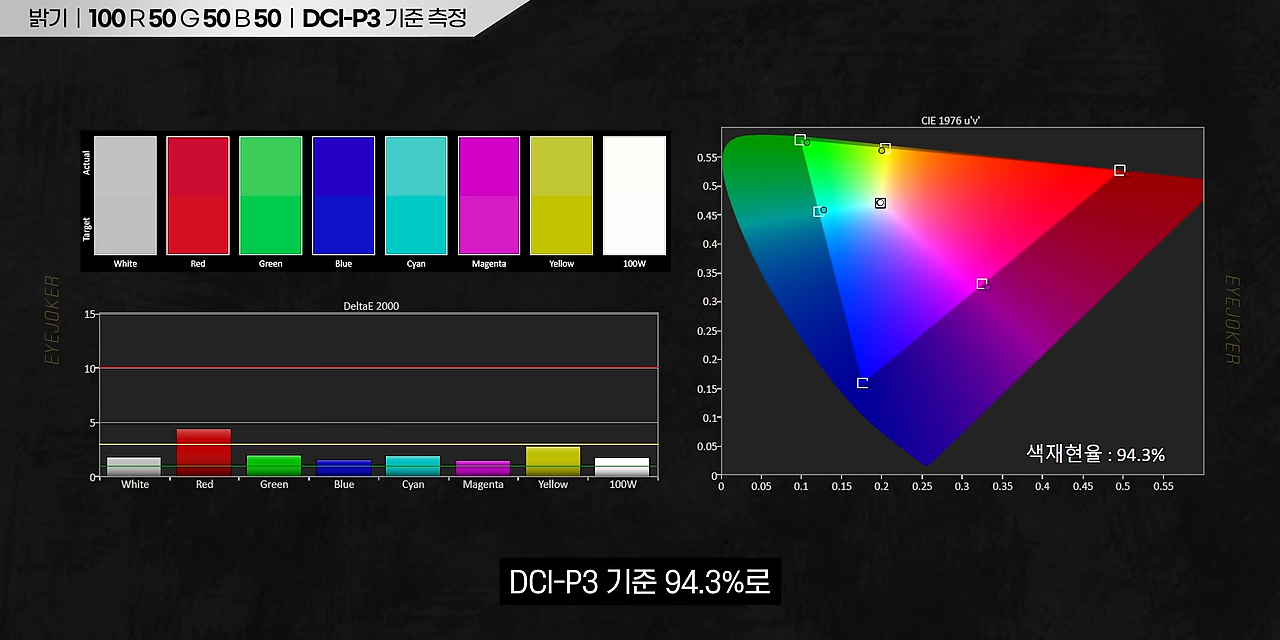 밝기 | 100 R 50 G 50 B 50 | DCI-P3 기준 측정
Actual
Target
White Red Green Blue Cyan Magenta Yellow 100W
DeltaE 2000
15
10
5
0
White Red Green Blue Cyan Magenta Yellow 100W
CIE 1976 u'v'
0.55
0.5
0.45
0.4
0.35
0.3
0.25
0.2
0.15
0.1
0.05
0
0 0.05 0.1 0.15 0.2 0.25 0.3 0.35 0.4 0.45 0.5 0.55
색재현율 : 94.3%
EYEJOKER
EYEJOKER
DCI-P3 기준 94.3%로